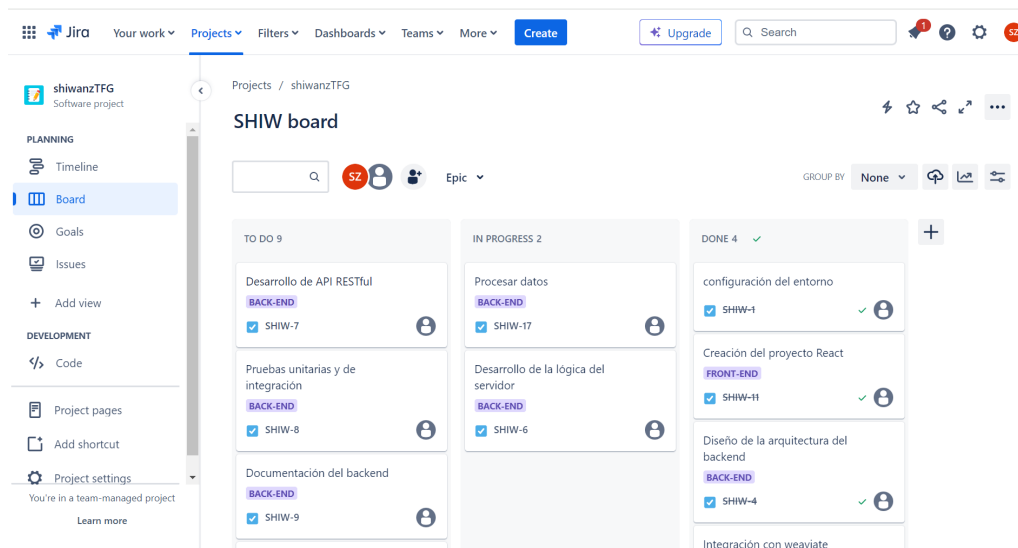 Jira
Your work
Projects
Filters
Dashboards
Teams
More
Create
Upgrade
Search
1
SZ
shiwanzTFG
Software project
PLANNING
Timeline
Board
Goals
Issues
Add view
DEVELOPMENT
Code
Project pages
Add shortcut
Project settings
You're in a team-managed project
Learn more
Projects / shiwanzTFG
SHIW board
SZ
Epic
GROUP BY
None
TO DO 9
Desarrollo de API RESTful
BACK-END
SHIW-7
Pruebas unitarias y de
integración
BACK-END
SHIW-8
Documentación del backend
BACK-END
SHIW-9
IN PROGRESS 2
Procesar datos
BACK-END
SHIW-17
Desarrollo de la lógica del
servidor
BACK-END
SHIW-6
DONE 4
configuración del entorno
SHIW-1
Creación del proyecto React
FRONT-END
SHIW-11
Diseño de la arquitectura del
backend
BACK-END
SHIW-4
Integración con weaviate